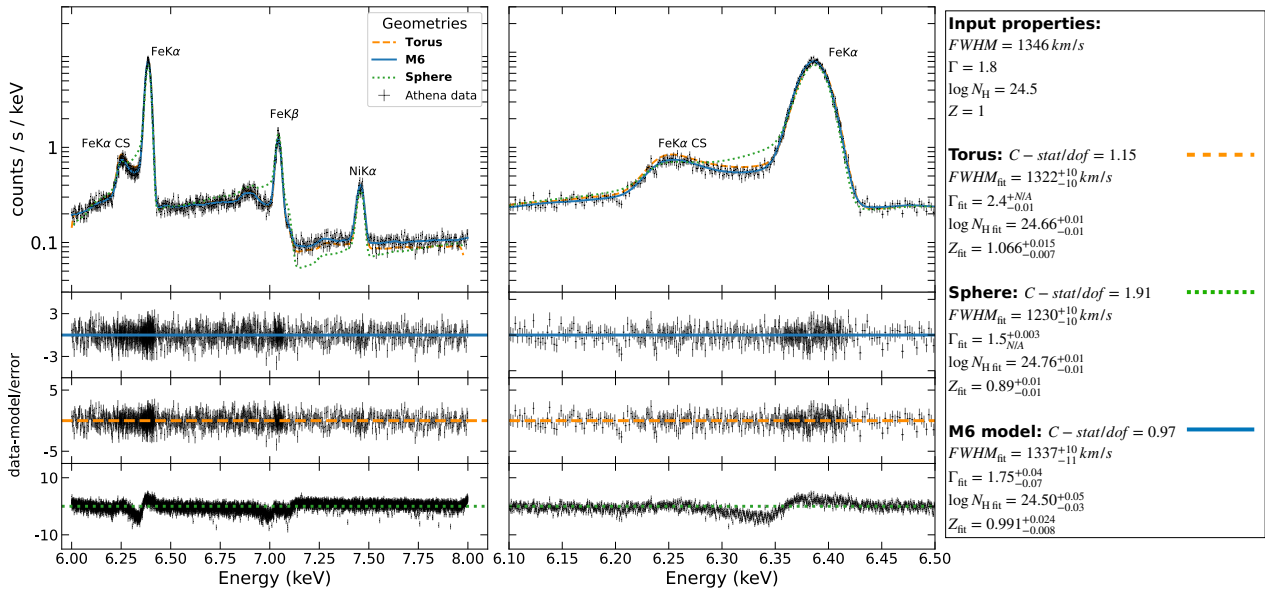 Geometries
Torus
M6
Sphere
Athena data
FeKα
FeKβ
FeKα CS
NiKα
counts / s / keV
1
0.1
3
-3
5
-5
10
-10
data-model/error
6.00 6.25 6.50 6.75 7.00 7.25 7.50 7.75 8.00
Energy (keV)
FeKα
FeKα CS
6.10 6.15 6.20 6.25 6.30 6.35 6.40 6.45 6.50
Energy (keV)
Input properties:
FWHM = 1346 km/s
Γ = 1.8
log N_H = 24.5
Z = 1
Torus: C − stat/dof = 1.15
FWHM_fit = 1322^{+10}_{−10} km/s
Γ_fit = 2.4^{+N/A}_{−0.01}
log N_{H fit} = 24.66^{+0.01}_{−0.01}
Z_fit = 1.066^{+0.015}_{−0.007}
Sphere: C − stat/dof = 1.91
FWHM_fit = 1230^{+10}_{−10} km/s
Γ_fit = 1.5^{+0.003}_{N/A}
log N_{H fit} = 24.76^{+0.01}_{−0.01}
Z_fit = 0.89^{+0.01}_{−0.01}
M6 model: C − stat/dof = 0.97
FWHM_fit = 1337^{+10}_{−11} km/s
Γ_fit = 1.75^{+0.04}_{−0.07}
log N_{H fit} = 24.50^{+0.05}_{−0.03}
Z_fit = 0.991^{+0.024}_{−0.008}